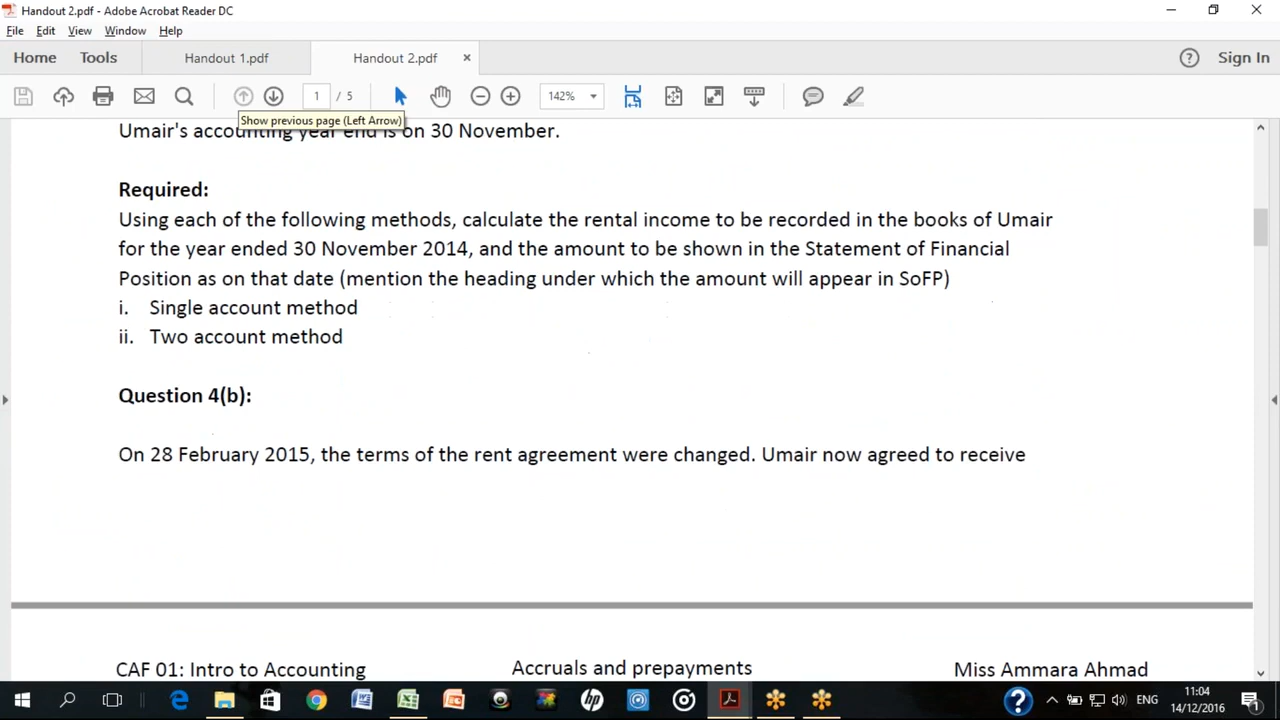 Handout 2.pdf - Adobe Acrobat Reader DC
File Edit View Window Help
Home Tools Handout 1.pdf Handout 2.pdf × ? Sign In
1 / 5 142%
Show previous page (Left Arrow)
Umair's accounting year end is on 30 November.
Required:
Using each of the following methods, calculate the rental income to be recorded in the books of Umair
for the year ended 30 November 2014, and the amount to be shown in the Statement of Financial
Position as on that date (mention the heading under which the amount will appear in SoFP)
i. Single account method
ii. Two account method
Question 4(b):
On 28 February 2015, the terms of the rent agreement were changed. Umair now agreed to receive
CAF 01: Intro to Accounting Accruals and prepayments Miss Ammara Ahmad
ENG 11:04
14/12/2016